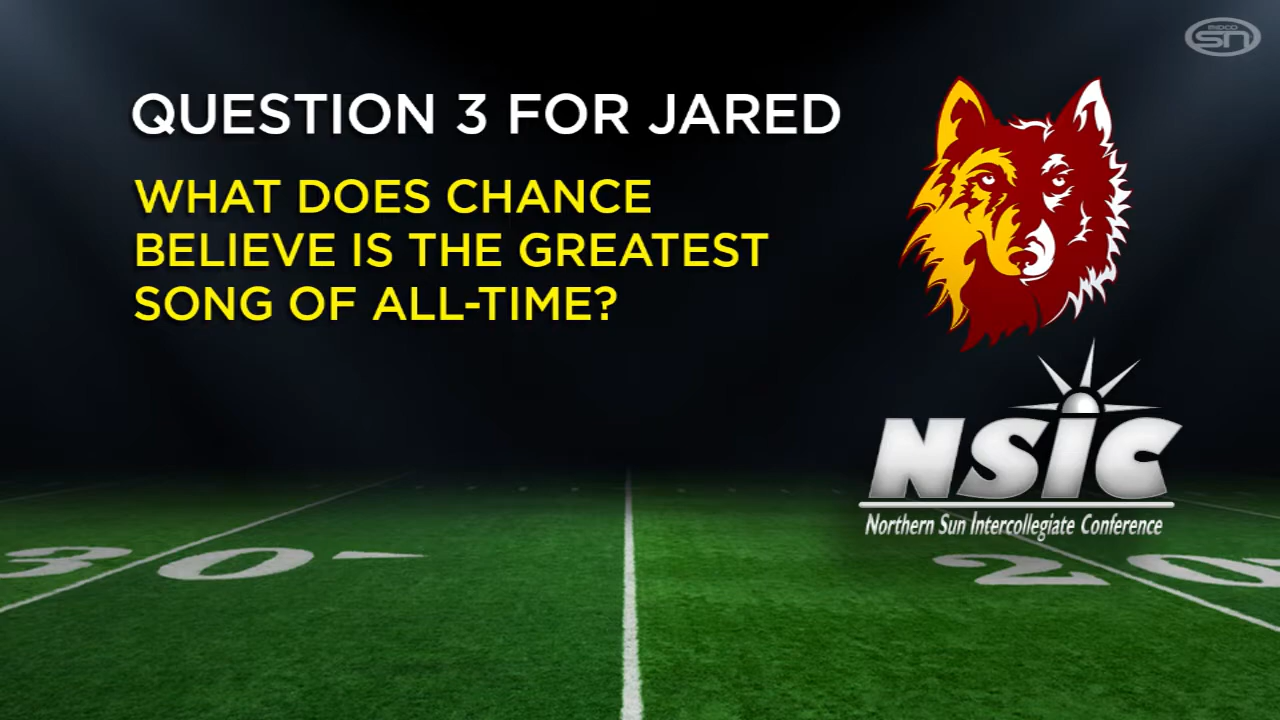 MIDCO
SN
QUESTION 3 FOR JARED
WHAT DOES CHANCE
BELIEVE IS THE GREATEST
SONG OF ALL-TIME?
NSIC
Northern Sun Intercollegiate Conference
30
20